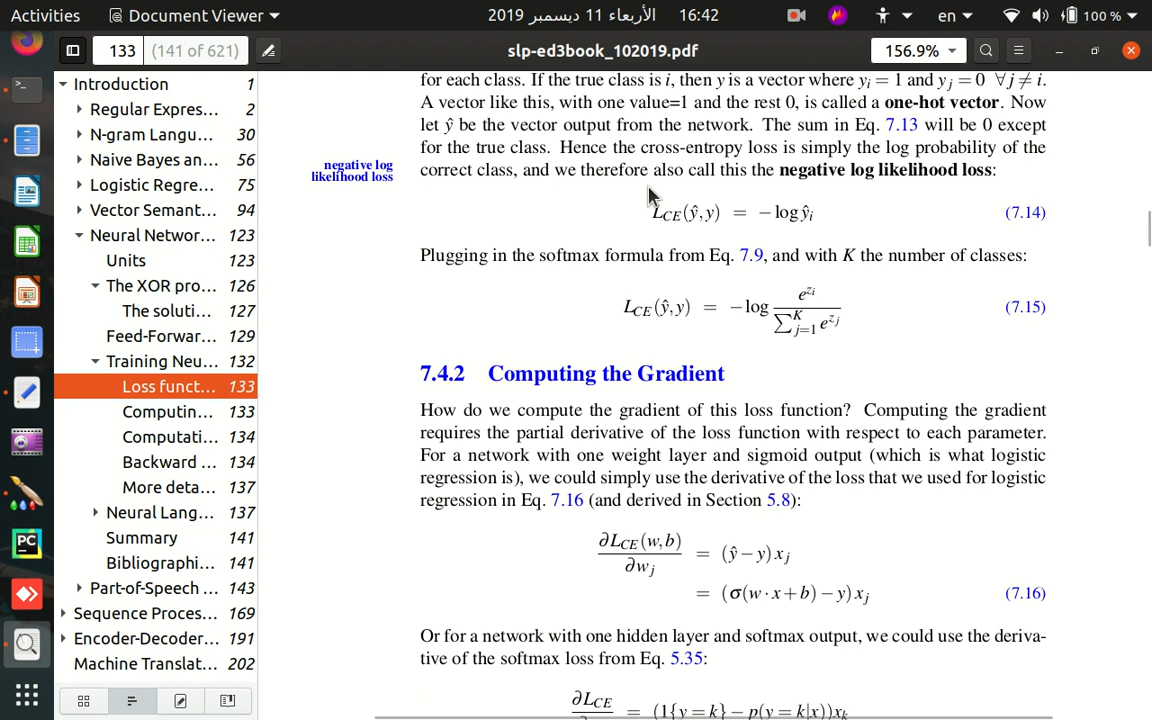 Activities Document Viewer 2019 الأربعاء 11 ديسمبر 16:42 en 100 %
133 (141 of 621) slp-ed3book_102019.pdf 156.9%
Introduction 1
Regular Expres... 2
N-gram Langu... 30
Naive Bayes an... 56
Logistic Regre... 75
Vector Semant... 94
Neural Networ... 123
Units 123
The XOR pro... 126
The soluti... 127
Feed-Forwar... 129
Training Neu... 132
Loss funct... 133
Computin... 133
Computati... 134
Backward ... 134
More deta... 137
Neural Lang... 137
Summary 141
Bibliographi... 141
Part-of-Speech ... 143
Sequence Proces... 169
Encoder-Decoder... 191
Machine Translat... 202
PC
for each class. If the true class is i, then y is a vector where yᵢ = 1 and yⱼ = 0 ∀j ≠ i.
A vector like this, with one value=1 and the rest 0, is called a one-hot vector. Now
let ŷ be the vector output from the network. The sum in Eq. 7.13 will be 0 except
for the true class. Hence the cross-entropy loss is simply the log probability of the
correct class, and we therefore also call this the negative log likelihood loss:
negative log
likelihood loss
L_CE(ŷ, y) = −log ŷᵢ (7.14)
Plugging in the softmax formula from Eq. 7.9, and with K the number of classes:
L_CE(ŷ, y) = −log e^{zᵢ} / ∑_{j=1}^{K} e^{zⱼ} (7.15)
7.4.2 Computing the Gradient
How do we compute the gradient of this loss function? Computing the gradient
requires the partial derivative of the loss function with respect to each parameter.
For a network with one weight layer and sigmoid output (which is what logistic
regression is), we could simply use the derivative of the loss that we used for logistic
regression in Eq. 7.16 (and derived in Section 5.8):
∂L_CE(w, b) / ∂wⱼ = (ŷ − y) xⱼ
= (σ(w · x + b) − y) xⱼ (7.16)
Or for a network with one hidden layer and softmax output, we could use the deriva-
tive of the softmax loss from Eq. 5.35:
∂L_CE = (1{y = k} − p(y = k|x))xₖ